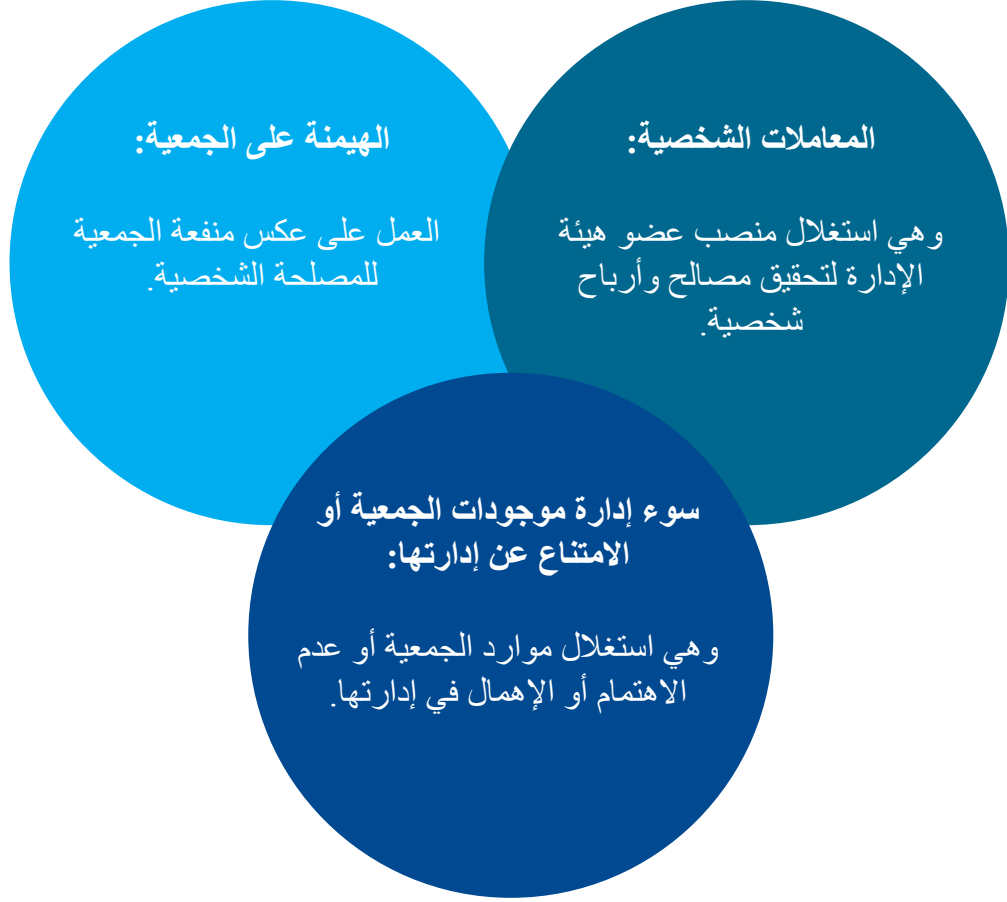 المعاملات الشخصية:
وهي استغلال منصب عضو هيئة
الإدارة لتحقيق مصالح وأرباح
شخصية.
الهيمنة على الجمعية:
العمل على عكس منفعة الجمعية
للمصلحة الشخصية.
سوء إدارة موجودات الجمعية أو
الامتناع عن إدارتها:
وهي استغلال موارد الجمعية أو عدم
الاهتمام أو الإهمال في إدارتها.